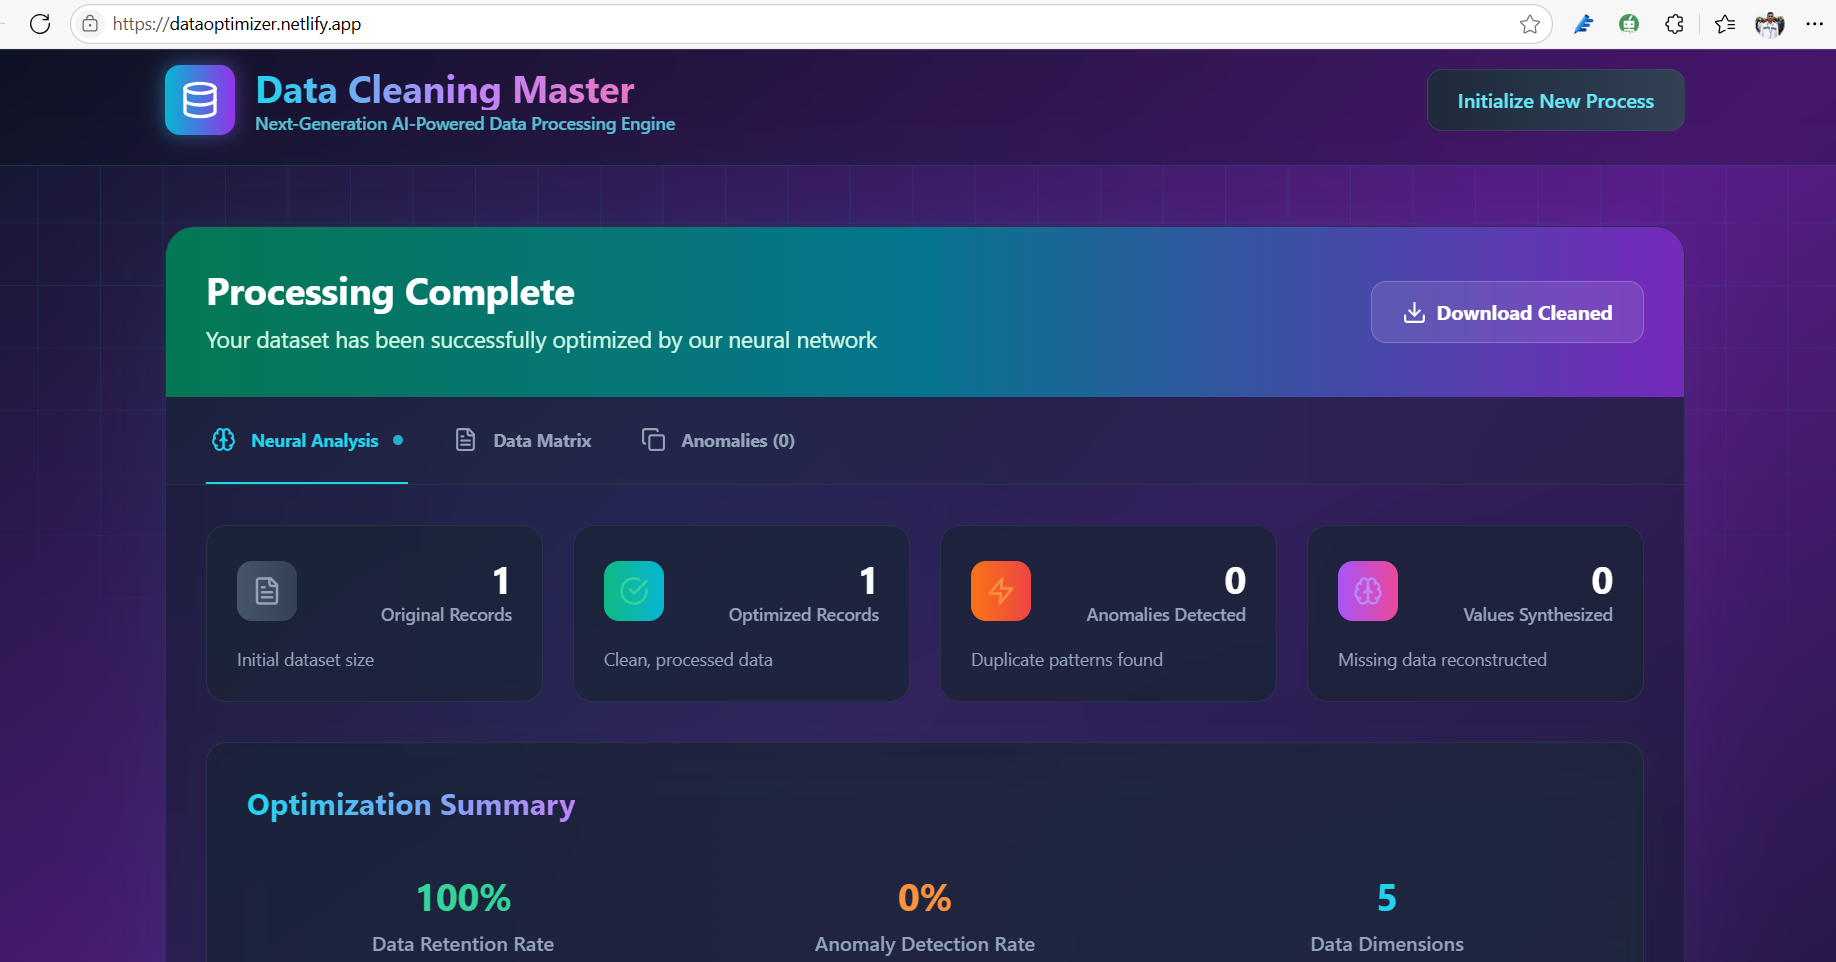 https://dataoptimizer.netlify.app
Data Cleaning Master
Next-Generation AI-Powered Data Processing Engine
Initialize New Process
Processing Complete
Your dataset has been successfully optimized by our neural network
Download Cleaned
Neural Analysis
Data Matrix
Anomalies (0)
1
Original Records
Initial dataset size
1
Optimized Records
Clean, processed data
0
Anomalies Detected
Duplicate patterns found
0
Values Synthesized
Missing data reconstructed
Optimization Summary
100%
Data Retention Rate
0%
Anomaly Detection Rate
5
Data Dimensions